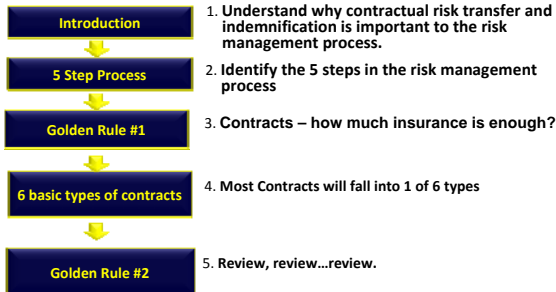 Introduction
1. Understand why contractual risk transfer and
indemnification is important to the risk
management process.
5 Step Process
2. Identify the 5 steps in the risk management
process
Golden Rule #1
3. Contracts – how much insurance is enough?
6 basic types of contracts
4. Most Contracts will fall into 1 of 6 types
Golden Rule #2
5. Review, review...review.